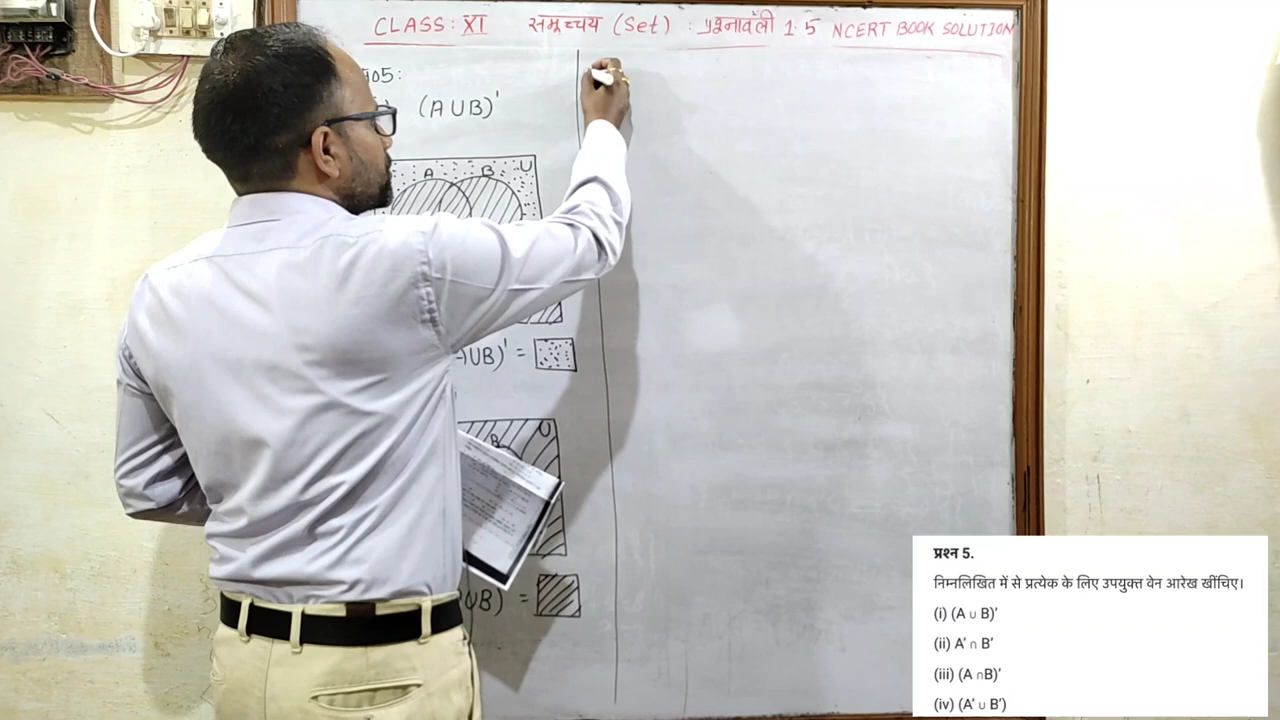 CLASS: XI समुच्चय (Set) : प्रश्नावली 1.5 NCERT BOOK SOLUTION
(A∪B)'
A B U
∪B)' =
B U
∪B) =
प्रश्न 5.
निम्नलिखित में से प्रत्येक के लिए उपयुक्त वेन आरेख खींचिए।
(i) (A ∪ B)′
(ii) A′ ∩ B′
(iii) (A ∩B)′
(iv) (A′ ∪ B′)